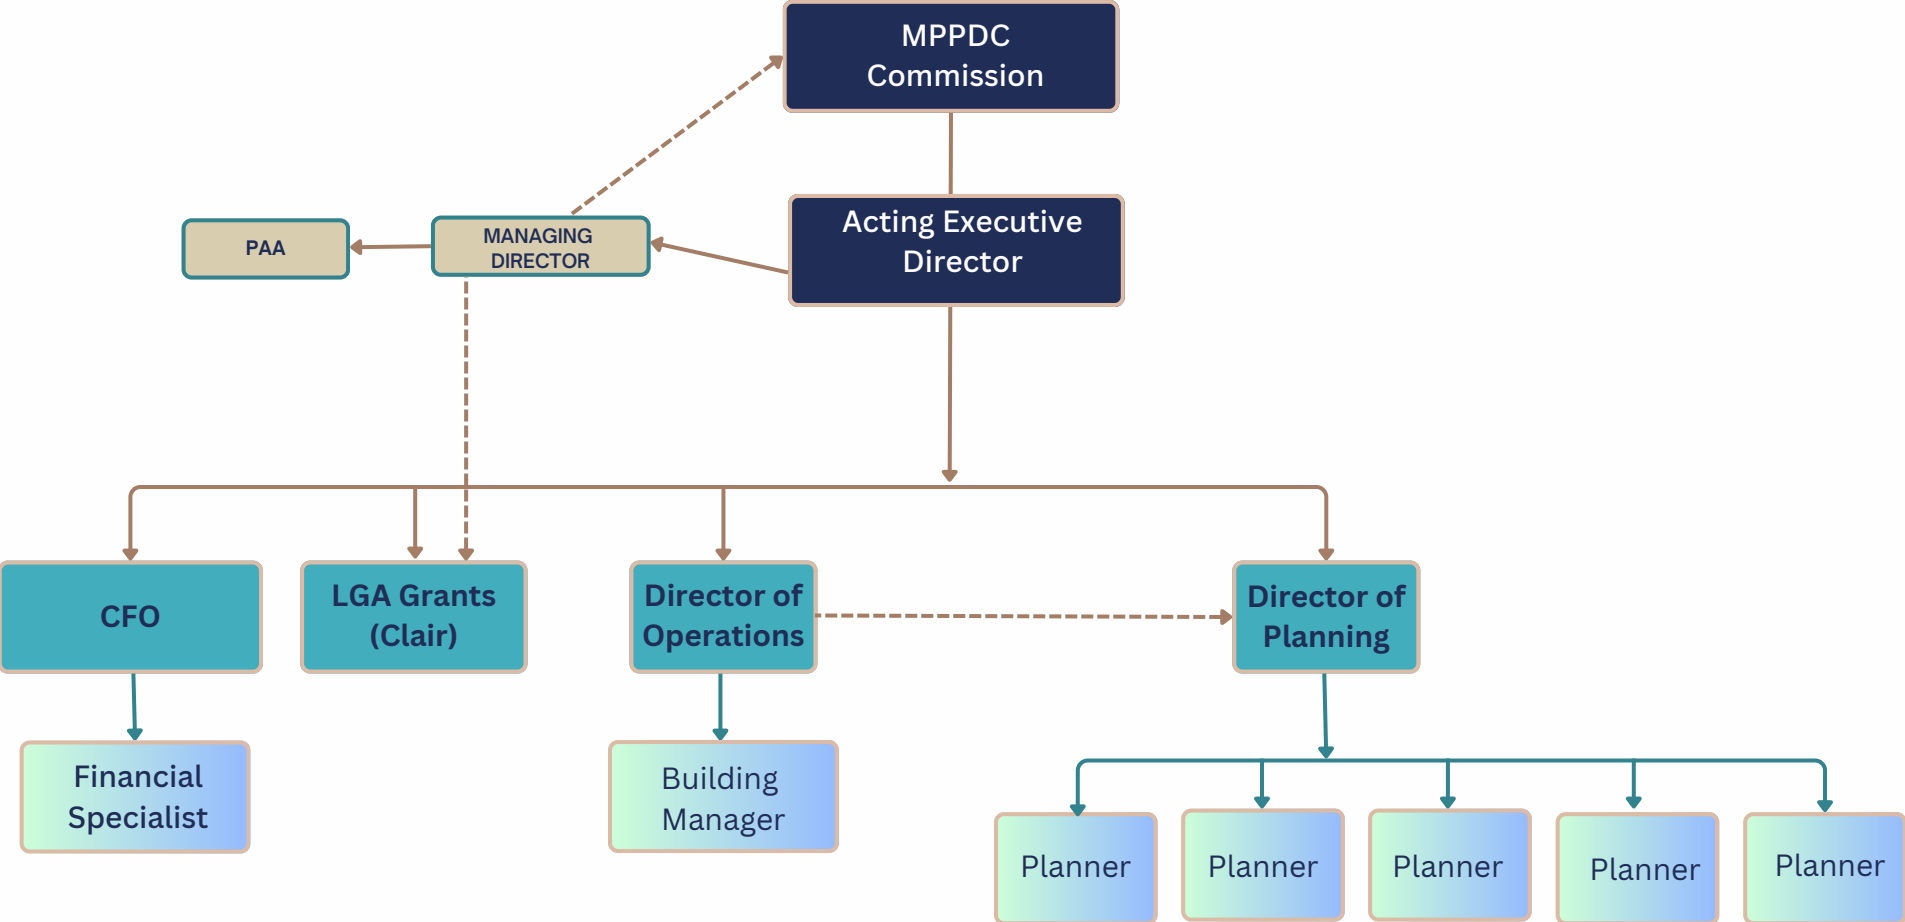 MPPDC
Commission
Acting Executive
Director
PAA
MANAGING
DIRECTOR
CFO
LGA Grants
(Clair)
Director of
Operations
Director of
Planning
Financial
Specialist
Building
Manager
Planner
Planner
Planner
Planner
Planner